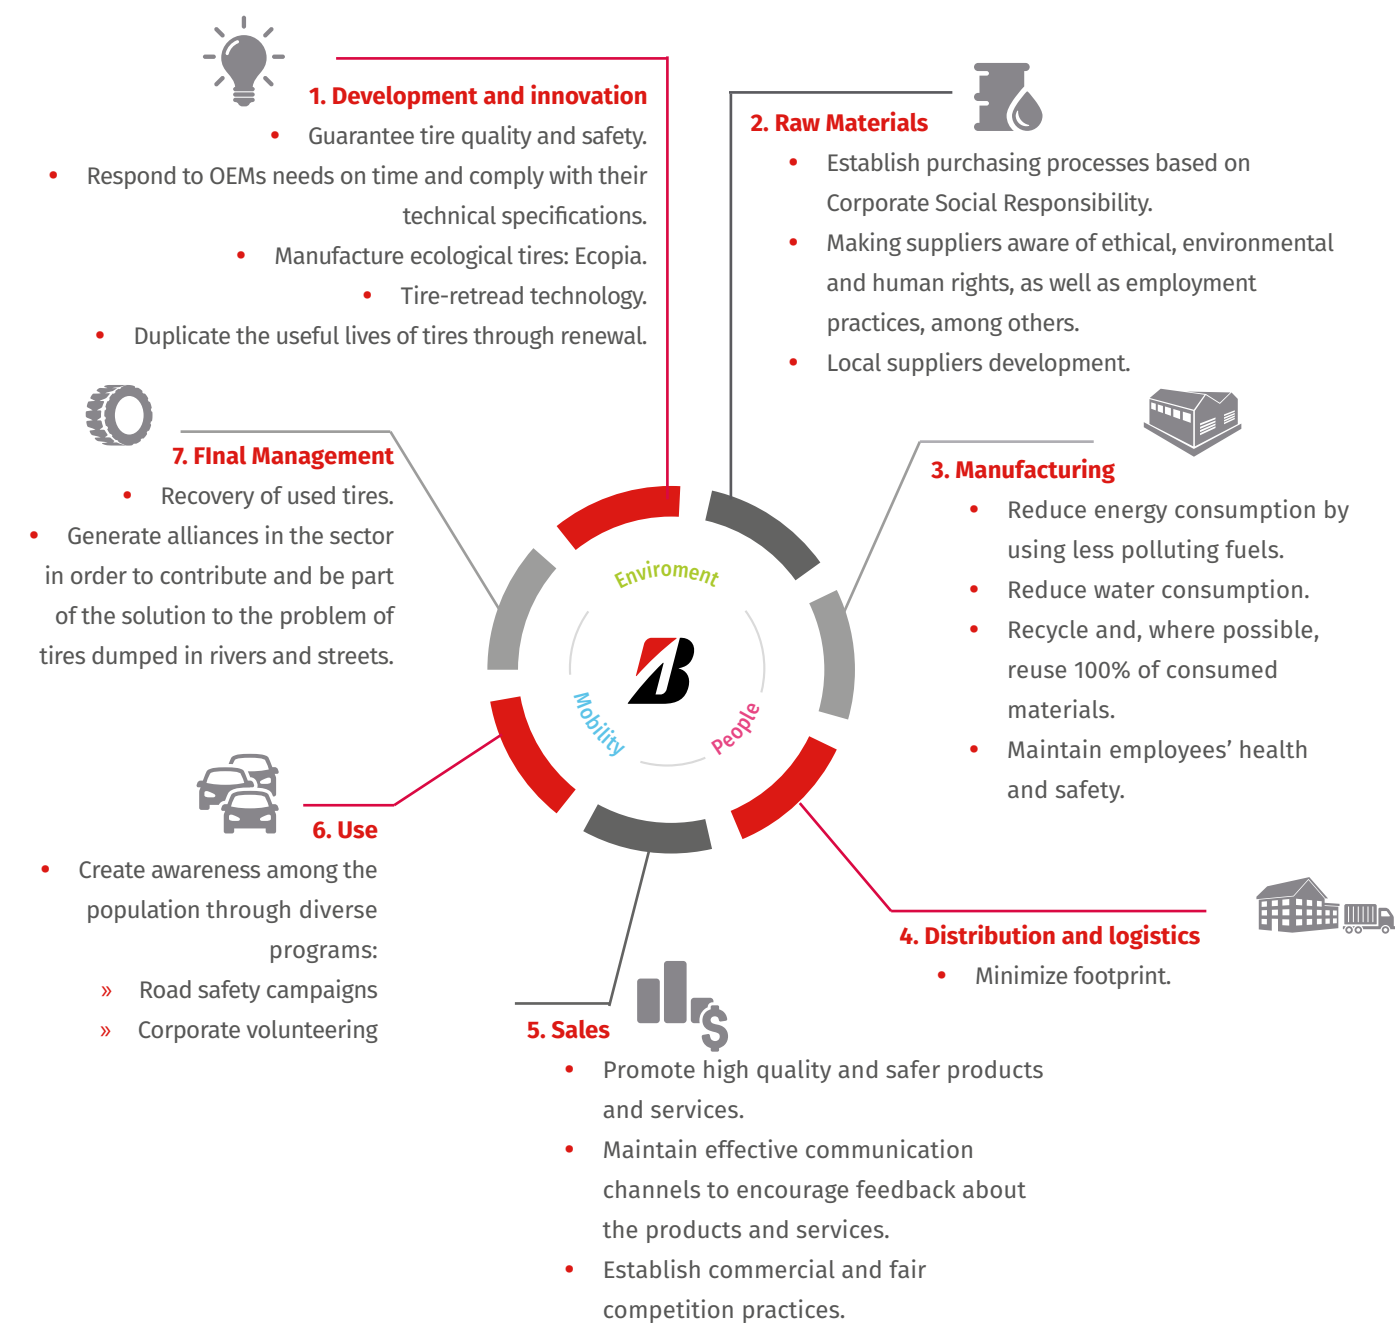 1. Development and innovation
• Guarantee tire quality and safety.
• Respond to OEMs needs on time and comply with their
technical specifications.
• Manufacture ecological tires: Ecopia.
• Tire-retread technology.
• Duplicate the useful lives of tires through renewal.
2. Raw Materials
• Establish purchasing processes based on
Corporate Social Responsibility.
• Making suppliers aware of ethical, environmental
and human rights, as well as employment
practices, among others.
• Local suppliers development.
3. Manufacturing
• Reduce energy consumption by
using less polluting fuels.
• Reduce water consumption.
• Recycle and, where possible,
reuse 100% of consumed
materials.
• Maintain employees’ health
and safety.
4. Distribution and logistics
• Minimize footprint.
5. Sales
• Promote high quality and safer products
and services.
• Maintain effective communication
channels to encourage feedback about
the products and services.
• Establish commercial and fair
competition practices.
6. Use
• Create awareness among the
population through diverse
programs:
» Road safety campaigns
» Corporate volunteering
7. FInal Management
• Recovery of used tires.
• Generate alliances in the sector
in order to contribute and be part
of the solution to the problem of
tires dumped in rivers and streets.
Enviroment
Mobility
People
B
$